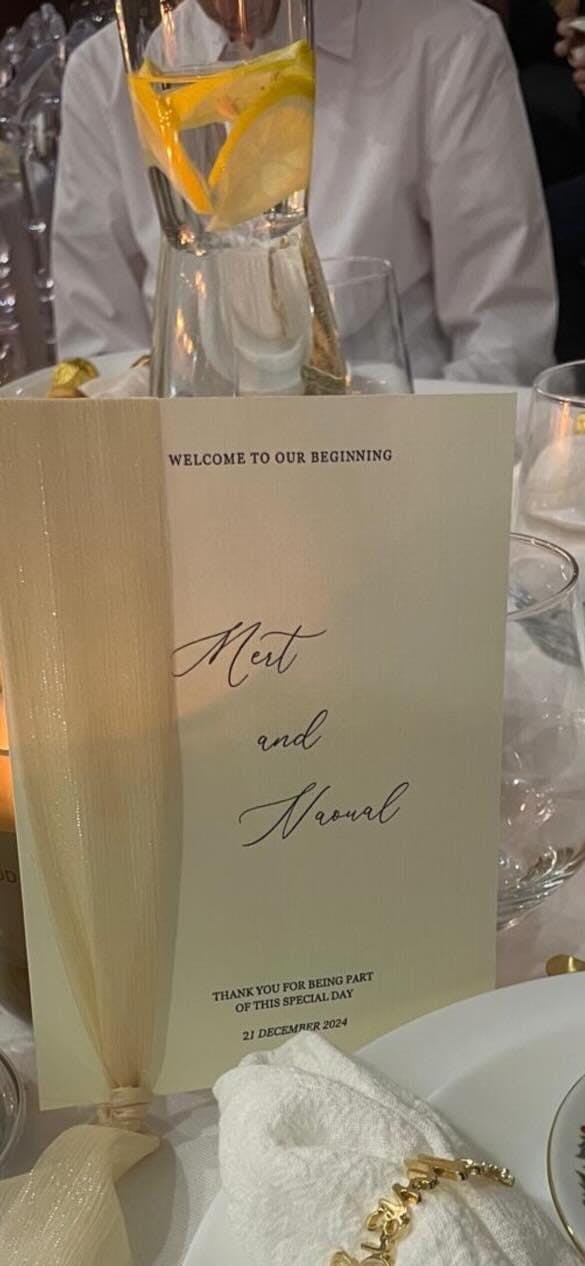 WELCOME TO OUR BEGINNING
Mert
and
Naoual
THANK YOU FOR BEING PART
OF THIS SPECIAL DAY
21 DECEMBER 2024